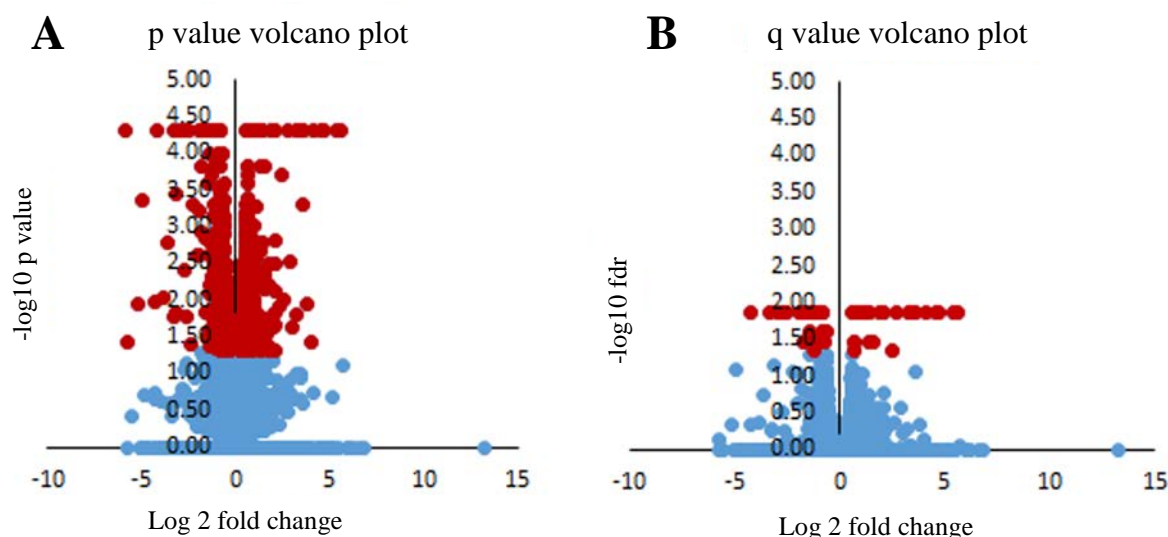 A p value volcano plot
5.00
4.50
4.00
3.50
3.00
2.50
2.00
1.50
1.00
0.50
0.00
-10 -5 0 5 10 15
-log10 p value
Log 2 fold change
B q value volcano plot
5.00
4.50
4.00
3.50
3.00
2.50
2.00
1.50
1.00
0.50
0.00
-10 -5 0 5 10 15
-log10 fdr
Log 2 fold change